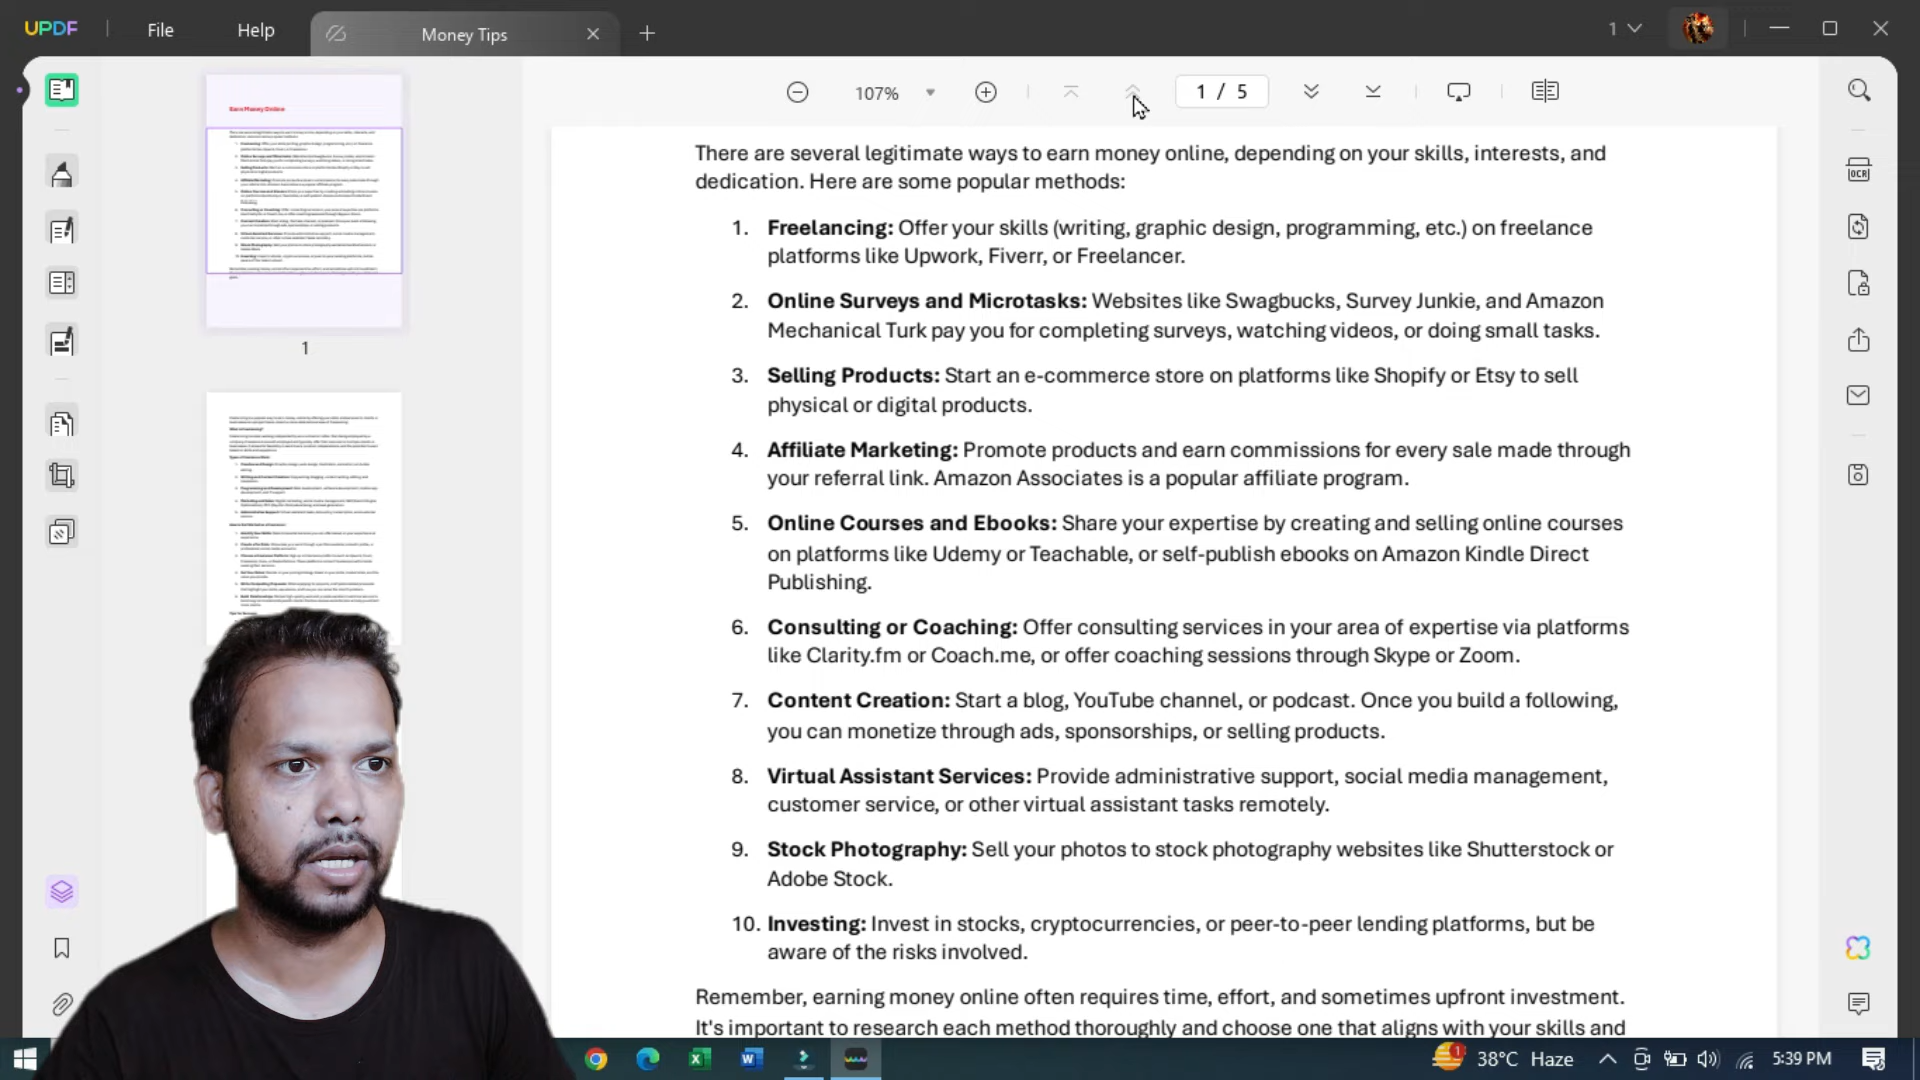 UPDF
File
Help
Money Tips
1
107%
1 / 5
Earn Money Online
1
There are several legitimate ways to earn money online, depending on your skills, interests, and
dedication. Here are some popular methods:
1. Freelancing: Offer your skills (writing, graphic design, programming, etc.) on freelance
platforms like Upwork, Fiverr, or Freelancer.
2. Online Surveys and Microtasks: Websites like Swagbucks, Survey Junkie, and Amazon
Mechanical Turk pay you for completing surveys, watching videos, or doing small tasks.
3. Selling Products: Start an e-commerce store on platforms like Shopify or Etsy to sell
physical or digital products.
4. Affiliate Marketing: Promote products and earn commissions for every sale made through
your referral link. Amazon Associates is a popular affiliate program.
5. Online Courses and Ebooks: Share your expertise by creating and selling online courses
on platforms like Udemy or Teachable, or self-publish ebooks on Amazon Kindle Direct
Publishing.
6. Consulting or Coaching: Offer consulting services in your area of expertise via platforms
like Clarity.fm or Coach.me, or offer coaching sessions through Skype or Zoom.
7. Content Creation: Start a blog, YouTube channel, or podcast. Once you build a following,
you can monetize through ads, sponsorships, or selling products.
8. Virtual Assistant Services: Provide administrative support, social media management,
customer service, or other virtual assistant tasks remotely.
9. Stock Photography: Sell your photos to stock photography websites like Shutterstock or
Adobe Stock.
10. Investing: Invest in stocks, cryptocurrencies, or peer-to-peer lending platforms, but be
aware of the risks involved.
Remember, earning money online often requires time, effort, and sometimes upfront investment.
It's important to research each method thoroughly and choose one that aligns with your skills and
OCR
1
38°C Haze
5:39 PM